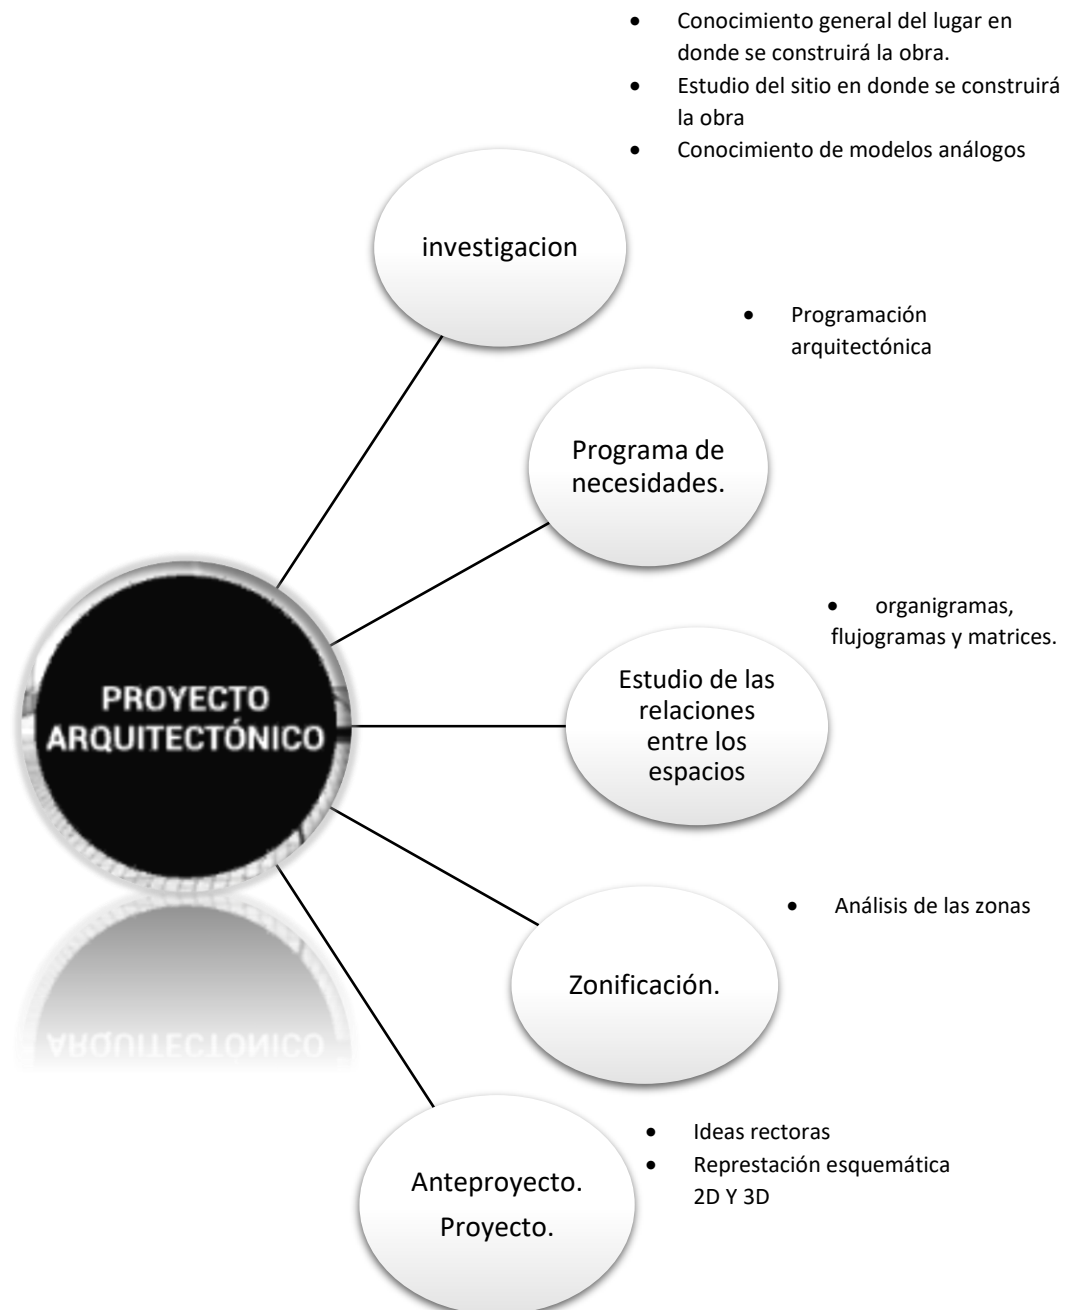 • Conocimiento general del lugar en
donde se construirá la obra.
• Estudio del sitio en donde se construirá
la obra
• Conocimiento de modelos análogos
investigacion
• Programación
arquitectónica
Programa de
necesidades.
• organigramas,
flujogramas y matrices.
Estudio de las
relaciones
entre los
espacios
PROYECTO
ARQUITECTÓNICO
• Análisis de las zonas
Zonificación.
• Ideas rectoras
• Represtación esquemática
2D Y 3D
Anteproyecto.
Proyecto.